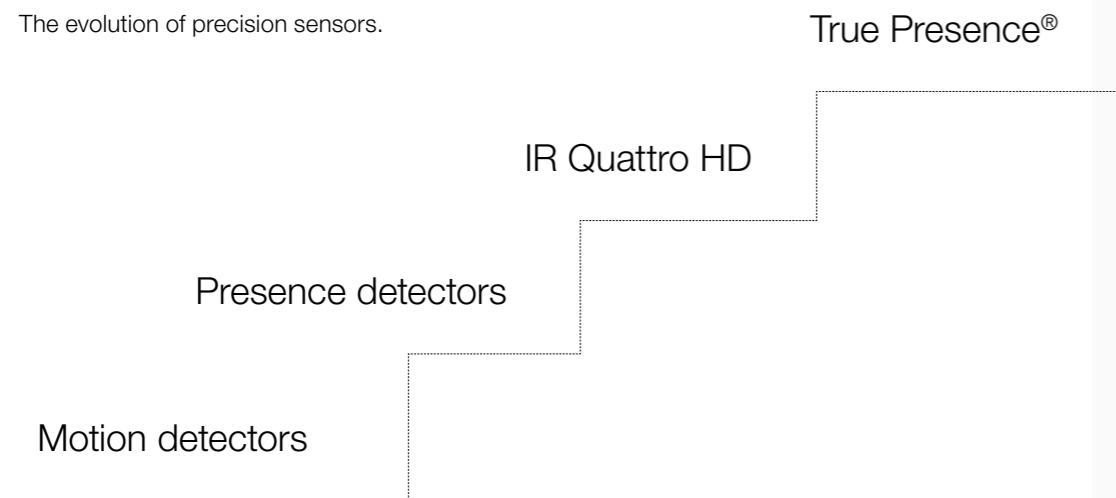 The evolution of precision sensors.
True Presence®
IR Quattro HD
Presence detectors
Motion detectors